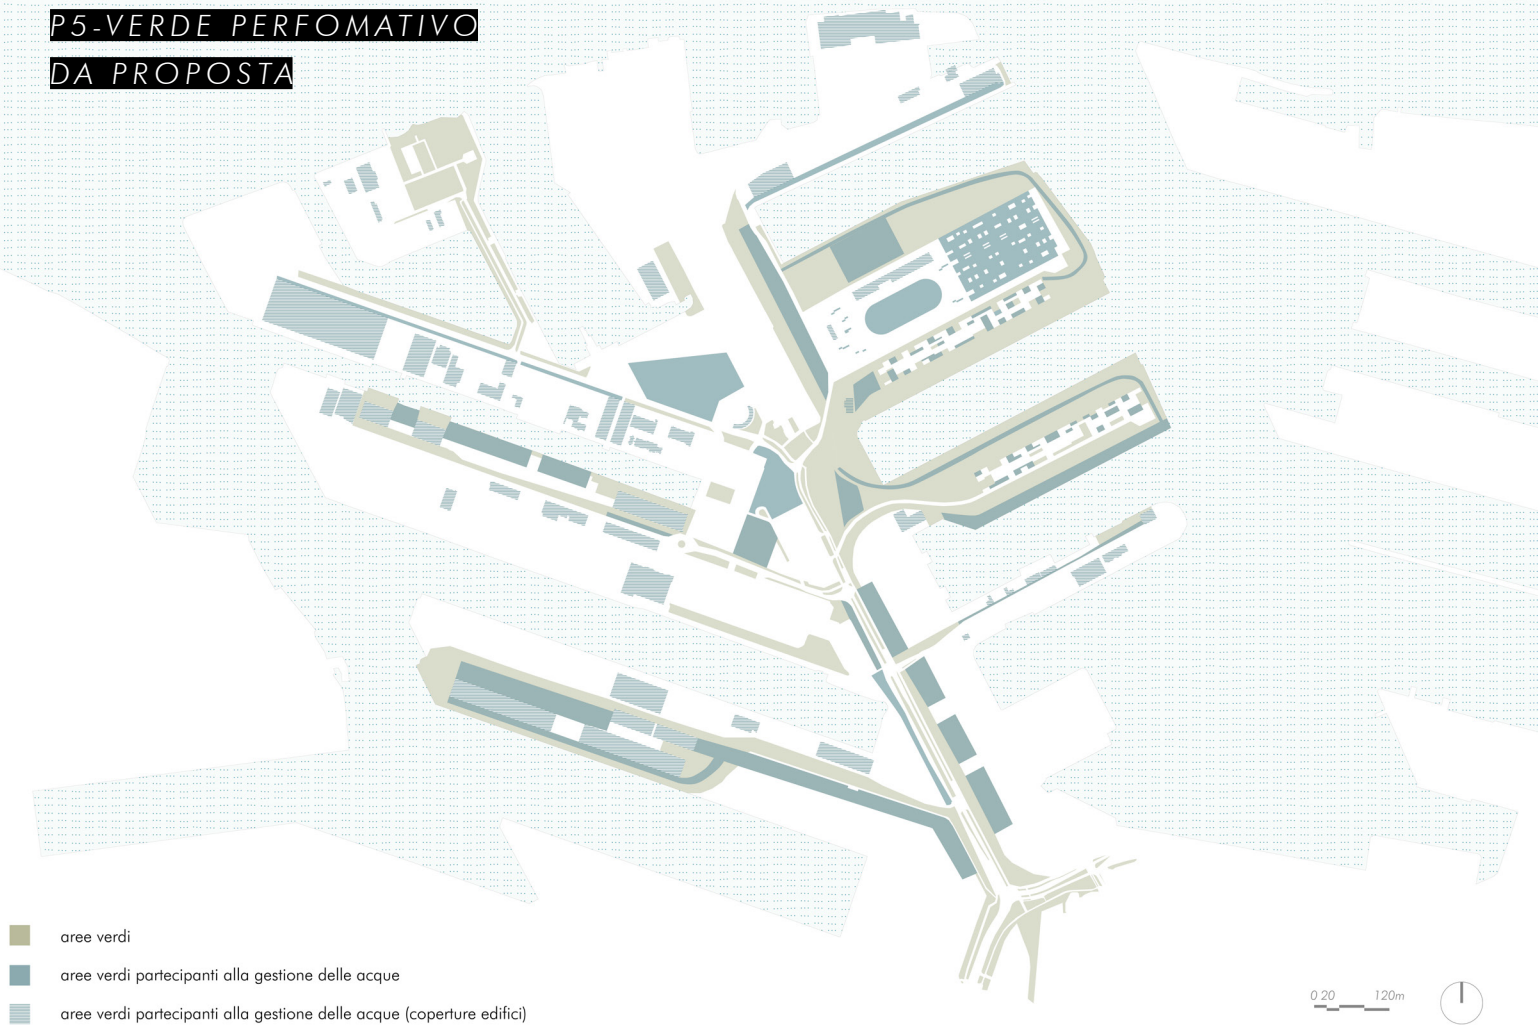 P5-VERDE PERFOMATIVO
DA PROPOSTA
aree verdi
aree verdi partecipanti alla gestione delle acque
aree verdi partecipanti alla gestione delle acque (coperture edifici)
0 20 120m